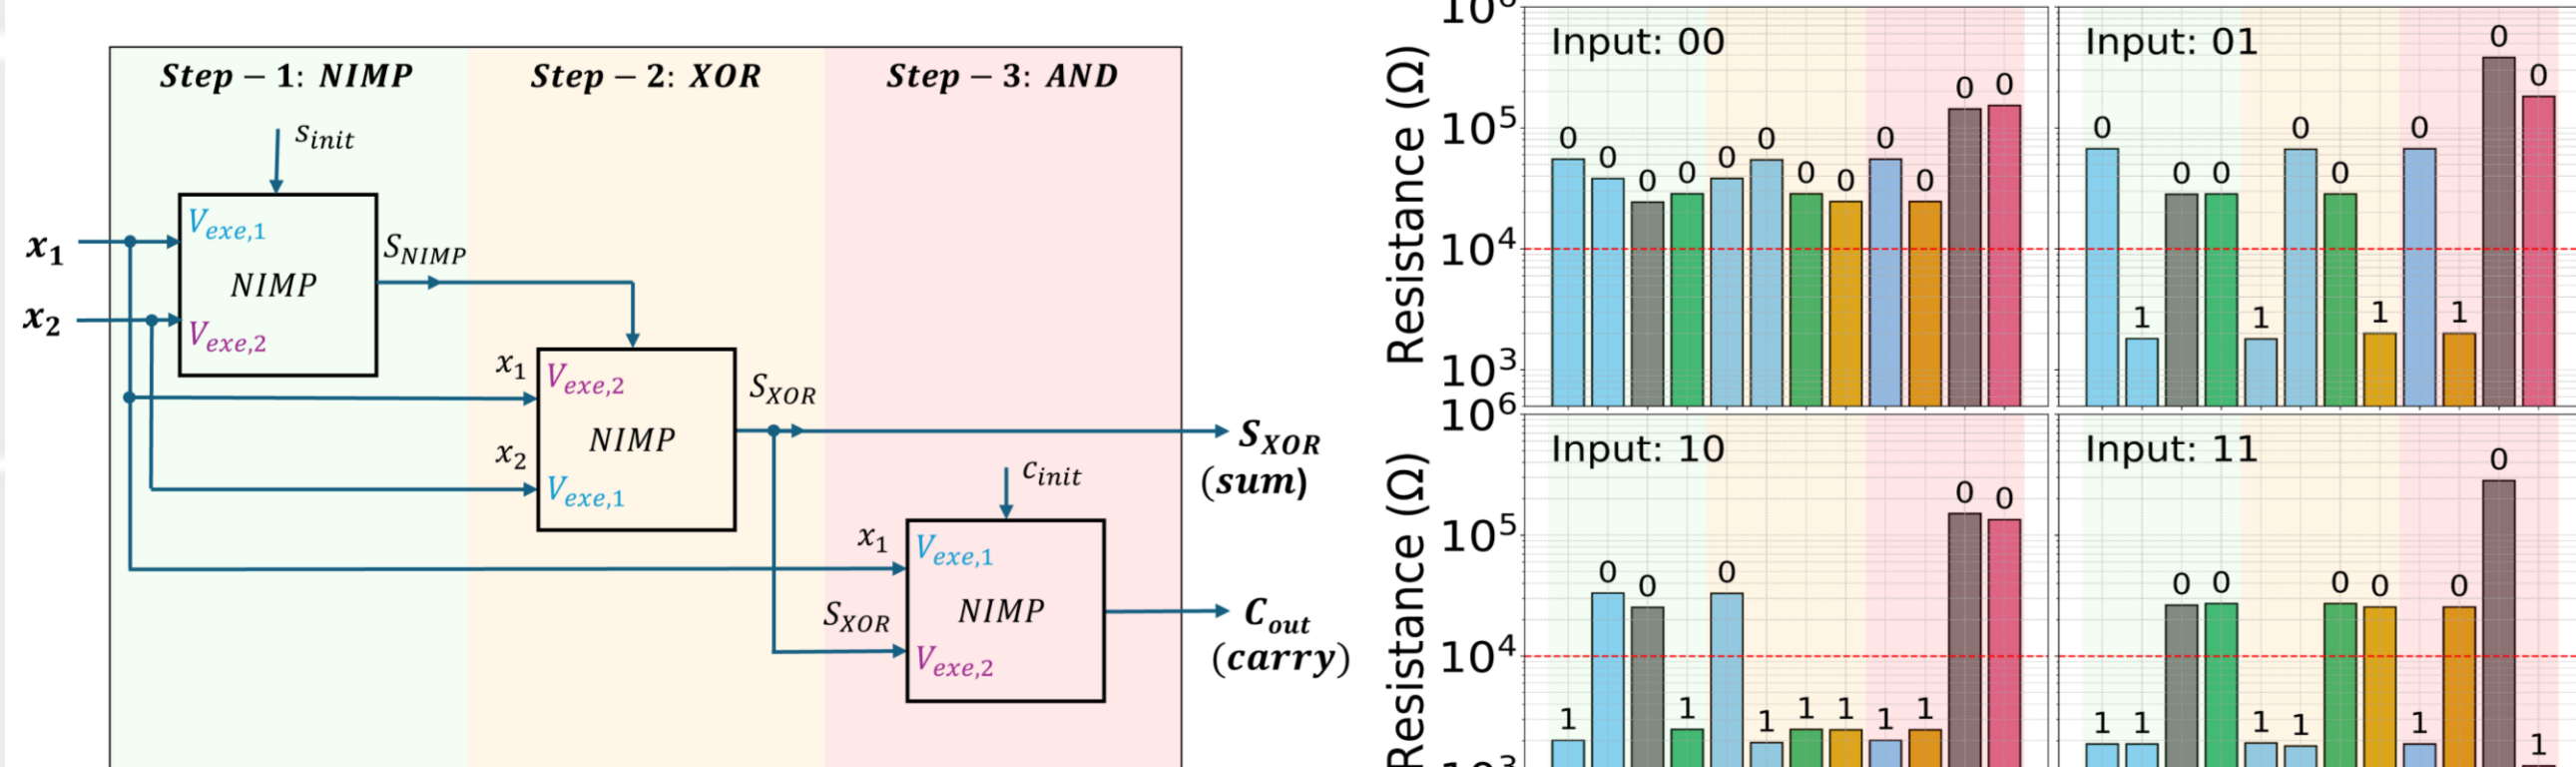 Step – 1: NIMP
Step – 2: XOR
Step – 3: AND
s_init
x_1
V_exe,1
NIMP
S_NIMP
x_2
V_exe,2
x_1
V_exe,2
NIMP
S_XOR
x_2
V_exe,1
S_XOR
(sum)
c_init
x_1
V_exe,1
NIMP
S_XOR
V_exe,2
C_out
(carry)
Resistance (Ω)
10^6
10^5
10^4
10^3
Input: 00
0 0 0 0 0 0 0 0 0 0 0 0
Input: 01
0 1 0 0 1 0 0 1 0 1 0 0
Resistance (Ω)
10^6
10^5
10^4
10^3
Input: 10
1 0 0 1 0 1 1 1 1 1 0 0
Input: 11
1 1 0 0 1 1 0 0 1 0 0 1